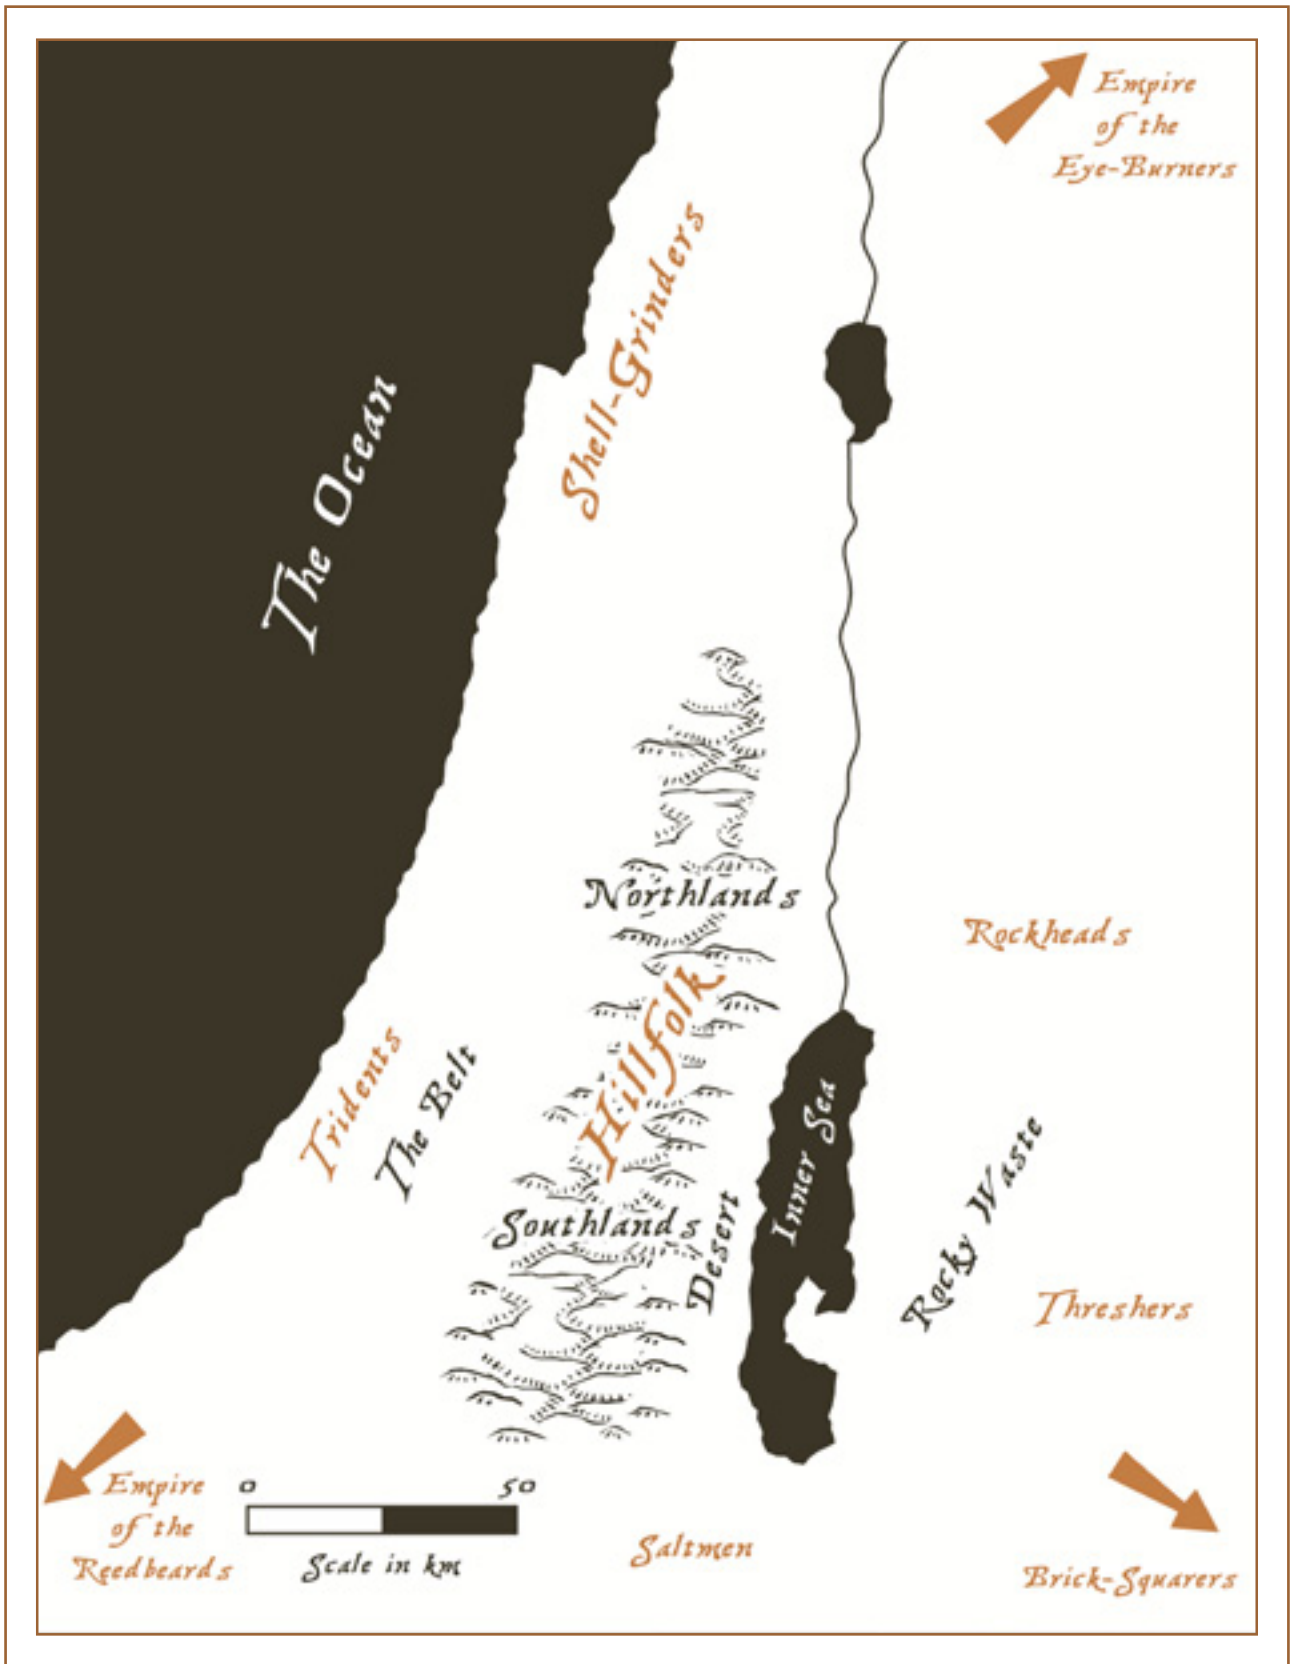 Empire
of the
Eye-Burners
Shell-Grinders
The Ocean
Northlands
Rockheads
Hillfolk
Tridents
The Belt
Inner Sea
Rocky Waste
Southlands
Desert
Threshers
Empire
of the
Reedbeards
0 50
Scale in km
Saltmen
Brick-Squarers